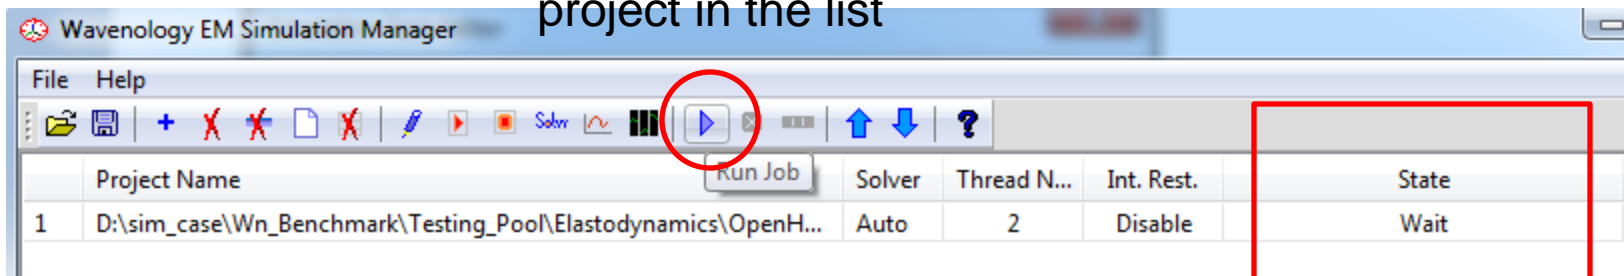 project in the list
Wavenology EM Simulation Manager
File Help
Solver
Run Job
Project Name Solver Thread N... Int. Rest. State
1 D:\sim_case\Wn_Benchmark\Testing_Pool\Elastodynamics\OpenH... Auto 2 Disable Wait